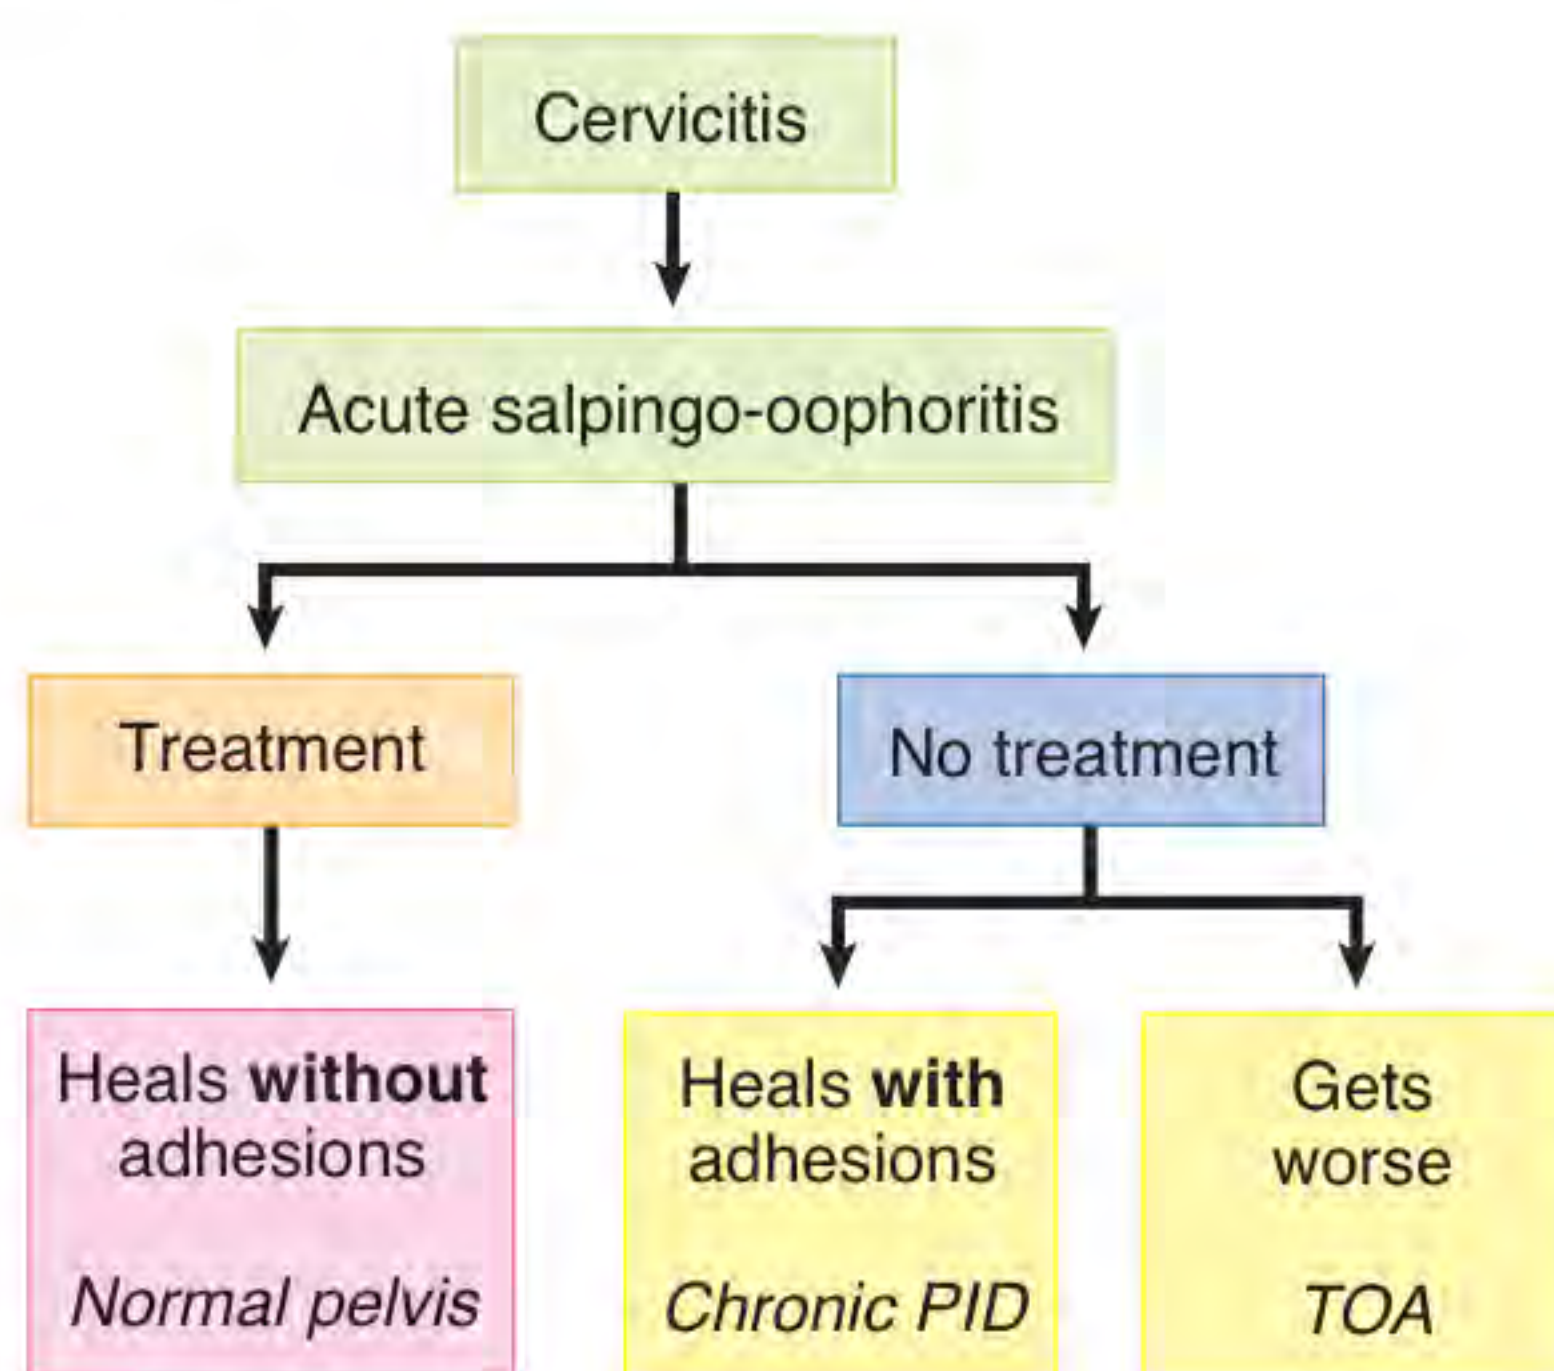 Cervicitis
Acute salpingo-oophoritis
Treatment
No treatment
Heals without
adhesions
Normal pelvis
Heals with
adhesions
Chronic PID
Gets
worse
TOA